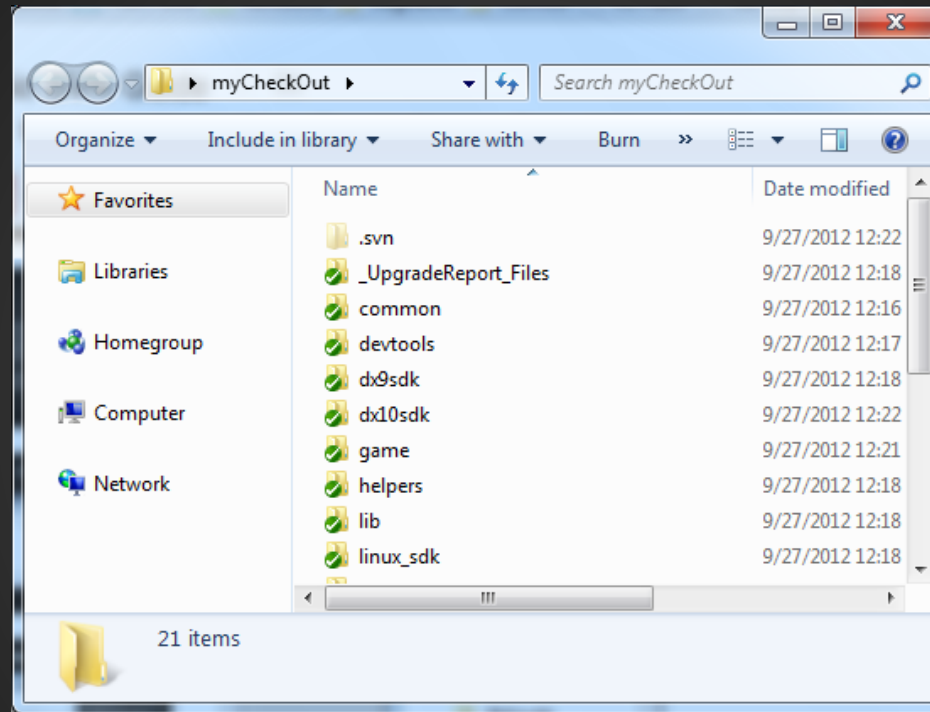 myCheckOut
Search myCheckOut
Organize Include in library Share with Burn »
Favorites
Libraries
Homegroup
Computer
Network
Name Date modified
.svn 9/27/2012 12:22
_UpgradeReport_Files 9/27/2012 12:18
common 9/27/2012 12:16
devtools 9/27/2012 12:17
dx9sdk 9/27/2012 12:18
dx10sdk 9/27/2012 12:22
game 9/27/2012 12:21
helpers 9/27/2012 12:18
lib 9/27/2012 12:18
linux_sdk 9/27/2012 12:18
21 items